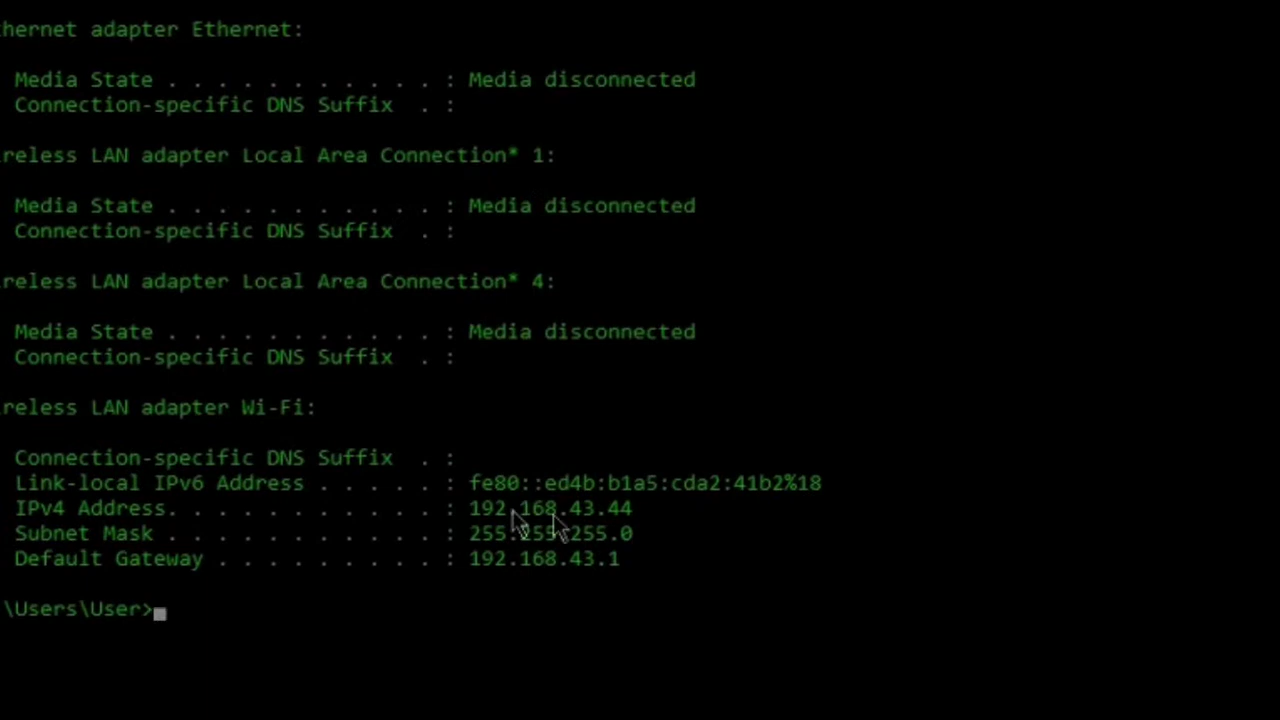 hernet adapter Ethernet:
Media State . . . . . . . . . . . : Media disconnected
Connection-specific DNS Suffix  . :
reless LAN adapter Local Area Connection* 1:
Media State . . . . . . . . . . . : Media disconnected
Connection-specific DNS Suffix  . :
reless LAN adapter Local Area Connection* 4:
Media State . . . . . . . . . . . : Media disconnected
Connection-specific DNS Suffix  . :
reless LAN adapter Wi-Fi:
Connection-specific DNS Suffix  . :
Link-local IPv6 Address . . . . . : fe80::ed4b:b1a5:cda2:41b2%18
IPv4 Address. . . . . . . . . . . : 192.168.43.44
Subnet Mask . . . . . . . . . . . : 255.255.255.0
Default Gateway . . . . . . . . . : 192.168.43.1
\Users\User>